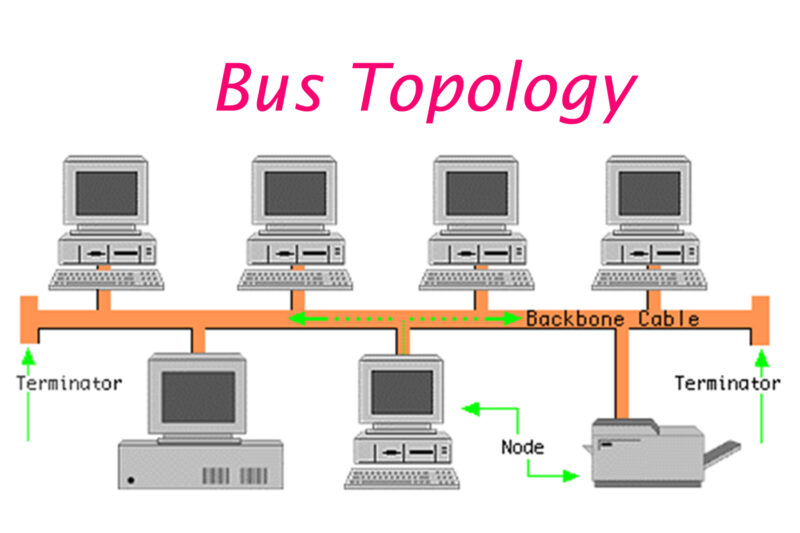 Bus Topology
Backbone Cable
Terminator
Terminator
Node